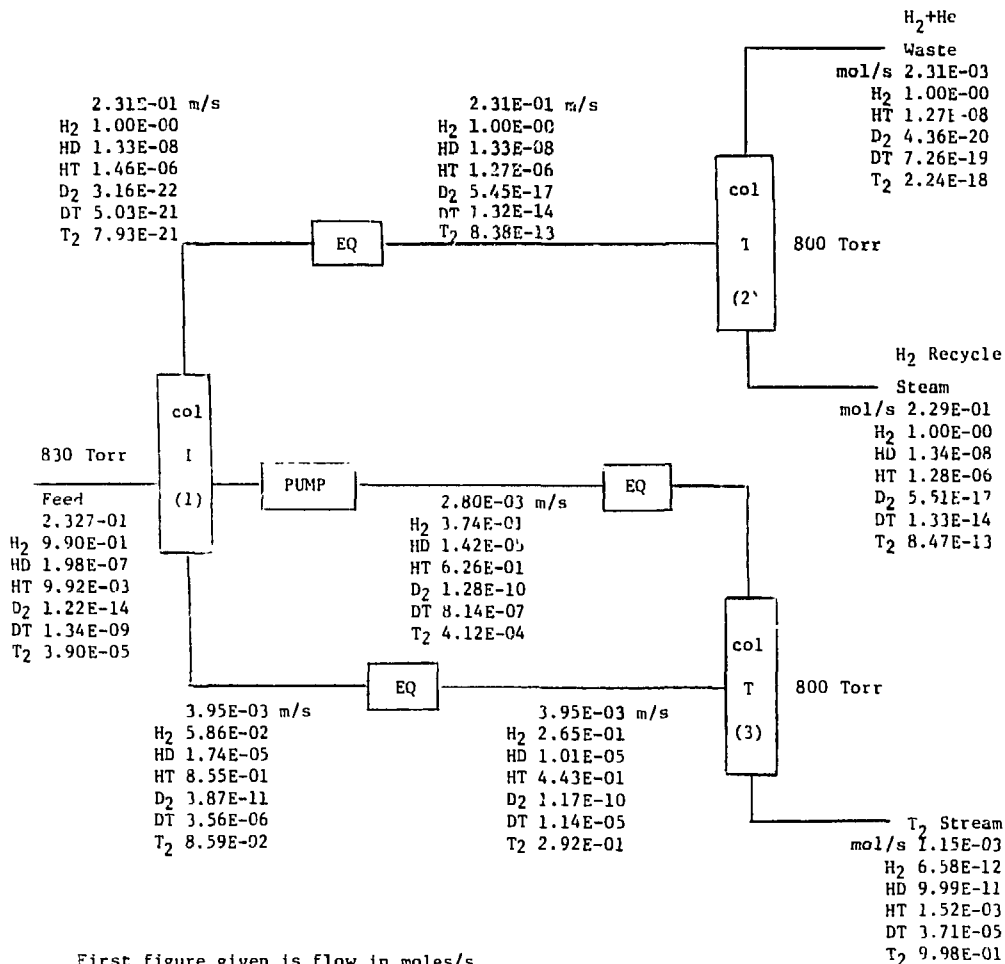 H2+He
Waste
mol/s 2.31E-03
H2 1.00E-00
HT 1.27E-08
D2 4.36E-20
DT 7.26E-19
T2 2.24E-18
2.31E-01 m/s
H2 1.00E-00
HD 1.33E-08
HT 1.46E-06
D2 3.16E-22
DT 5.03E-21
T2 7.93E-21
EQ
2.31E-01 m/s
H2 1.00E-00
HD 1.33E-08
HT 1.27E-06
D2 5.45E-17
DT 1.32E-14
T2 8.38E-13
col
(2)
800 Torr
H2 Recycle
Steam
mol/s 2.29E-01
H2 1.00E-00
HD 1.34E-08
HT 1.28E-06
D2 5.51E-17
DT 1.33E-14
T2 8.47E-13
830 Torr
Feed
2.327-01
H2 9.90E-01
HD 1.98E-07
HT 9.92E-03
D2 1.22E-14
DT 1.34E-09
T2 3.90E-05
col
I
(1)
PUMP
2.80E-03 m/s
H2 3.74E-01
HD 1.42E-05
HT 6.26E-01
D2 1.28E-10
DT 8.14E-07
T2 4.12E-04
EQ
EQ
3.95E-03 m/s
H2 5.86E-02
HD 1.74E-05
HT 8.55E-01
D2 3.87E-11
DT 3.56E-06
T2 8.59E-02
3.95E-03 m/s
H2 2.65E-01
HD 1.01E-05
HT 4.43E-01
D2 1.17E-10
DT 1.14E-05
T2 2.92E-01
col
T
(3)
800 Torr
T2 Stream
mol/s 1.15E-03
H2 6.58E-12
HD 9.99E-11
HT 1.52E-03
DT 3.71E-05
T2 9.98E-01
First figure given is flow in moles/s